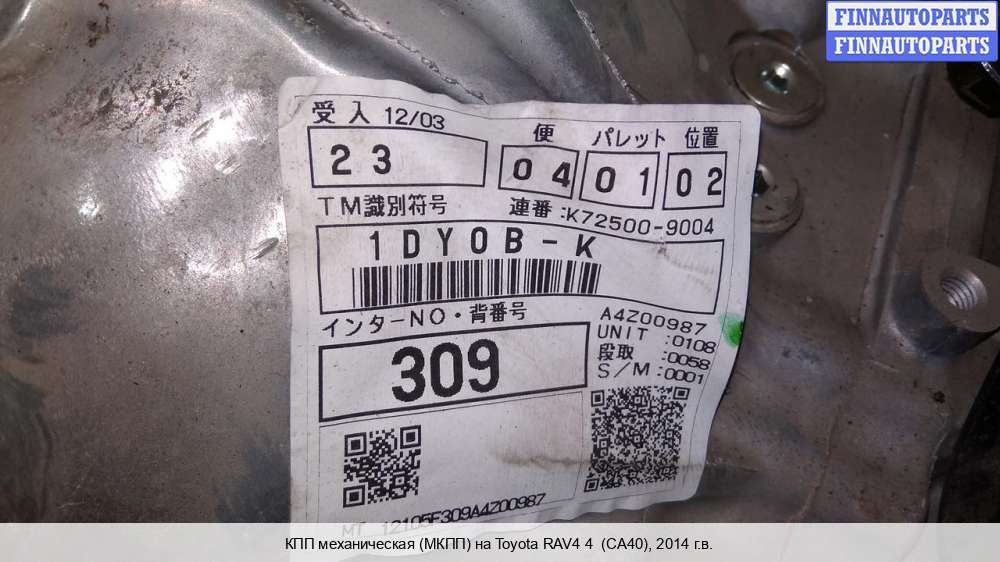 FINNAUTOPARTS
FINNAUTOPARTS
受入 12/03
便 パレット 位置
23 04 01 02
TM識別符号 連番:K72500-9004
1DY0B-K
インターNO・背番号
A4Z00987
UNIT :0108
段取 :0058
S/M :0001
309
MT 12105F309A4Z00987
КПП механическая (МКПП) на Toyota RAV4 4 (CA40), 2014 г.в.